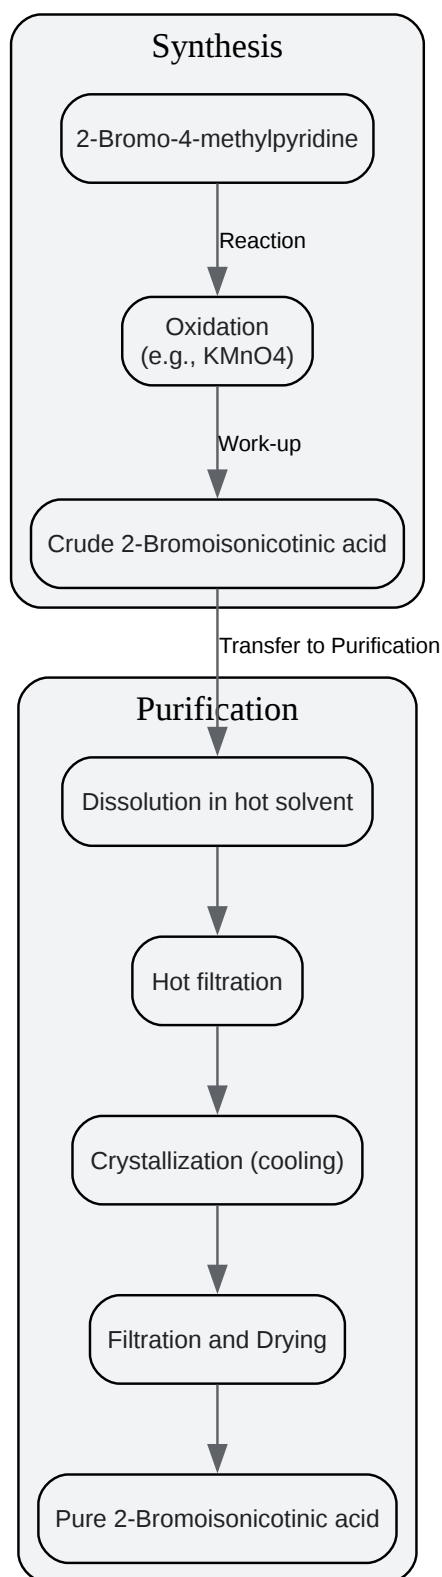 Synthesis
2-Bromo-4-methylpyridine
Reaction
Oxidation
(e.g., KMnO4)
Work-up
Crude 2-Bromoisonicotinic acid
Transfer to Purification
Purification
Dissolution in hot solvent
Hot filtration
Crystallization (cooling)
Filtration and Drying
Pure 2-Bromoisonicotinic acid